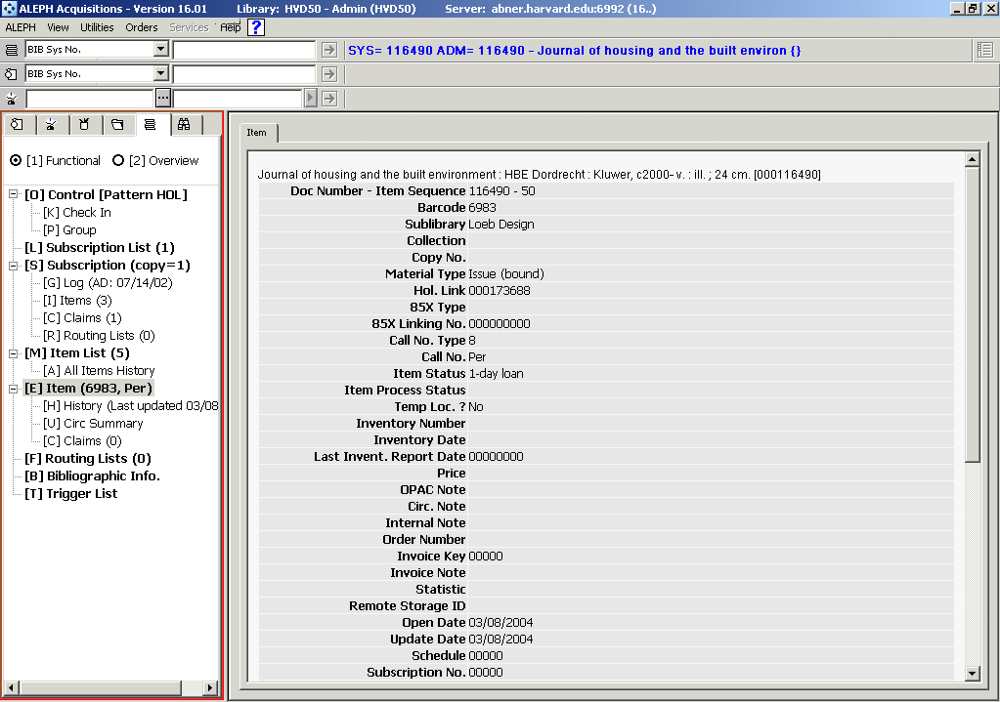 ALEPH Acquisitions - Version 16.01 Library: HVD50 - Admin (HVD50) Server: abner.harvard.edu:6992 (16..)
ALEPH View Utilities Orders Services Help ?
BIB Sys No. SYS= 116490 ADM= 116490 - Journal of housing and the built environ {}
BIB Sys No.
...
[1] Functional [2] Overview
[O] Control [Pattern HOL]
[K] Check In
[P] Group
[L] Subscription List (1)
[S] Subscription (copy=1)
[G] Log (AD: 07/14/02)
[I] Items (3)
[C] Claims (1)
[R] Routing Lists (0)
[M] Item List (5)
[A] All Items History
[E] Item (6983, Per)
[H] History (Last updated 03/08
[U] Circ Summary
[C] Claims (0)
[F] Routing Lists (0)
[B] Bibliographic Info.
[T] Trigger List
Item
Journal of housing and the built environment : HBE Dordrecht : Kluwer, c2000- v. : ill. ; 24 cm. [000116490]
Doc Number - Item Sequence 116490 - 50
Barcode 6983
Sublibrary Loeb Design
Collection
Copy No.
Material Type Issue (bound)
Hol. Link 000173688
85X Type
85X Linking No. 000000000
Call No. Type 8
Call No. Per
Item Status 1-day loan
Item Process Status
Temp Loc. ? No
Inventory Number
Inventory Date
Last Invent. Report Date 00000000
Price
OPAC Note
Circ. Note
Internal Note
Order Number
Invoice Key 00000
Invoice Note
Statistic
Remote Storage ID
Open Date 03/08/2004
Update Date 03/08/2004
Schedule 00000
Subscription No. 00000